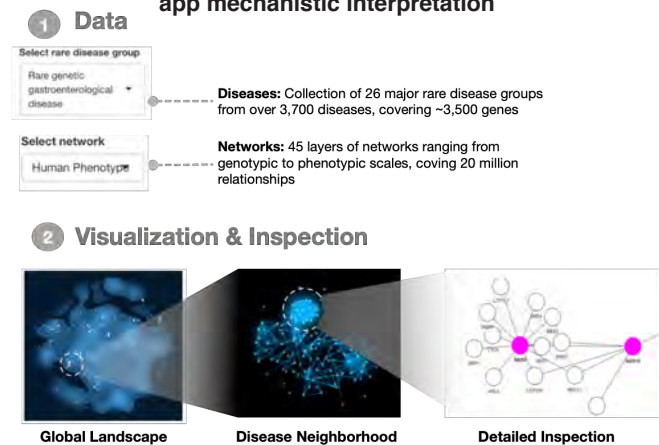 app mechanistic interpretation
1 Data
Select rare disease group
Rare genetic
gastroenterological
disease
Diseases: Collection of 26 major rare disease groups
from over 3,700 diseases, covering ~3,500 genes
Select network
Human Phenotype
Networks: 45 layers of networks ranging from
genotypic to phenotypic scales, coving 20 million
relationships
2 Visualization & Inspection
Global Landscape
Disease Neighborhood
Detailed Inspection